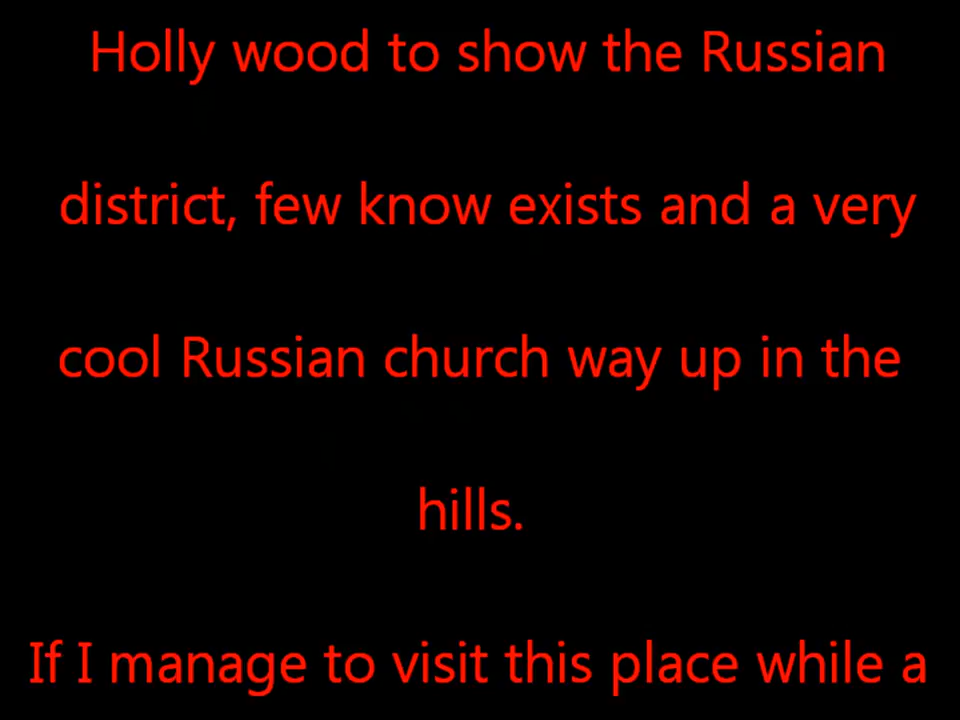 Holly wood to show the Russian
district, few know exists and a very
cool Russian church way up in the
hills.
If I manage to visit this place while a